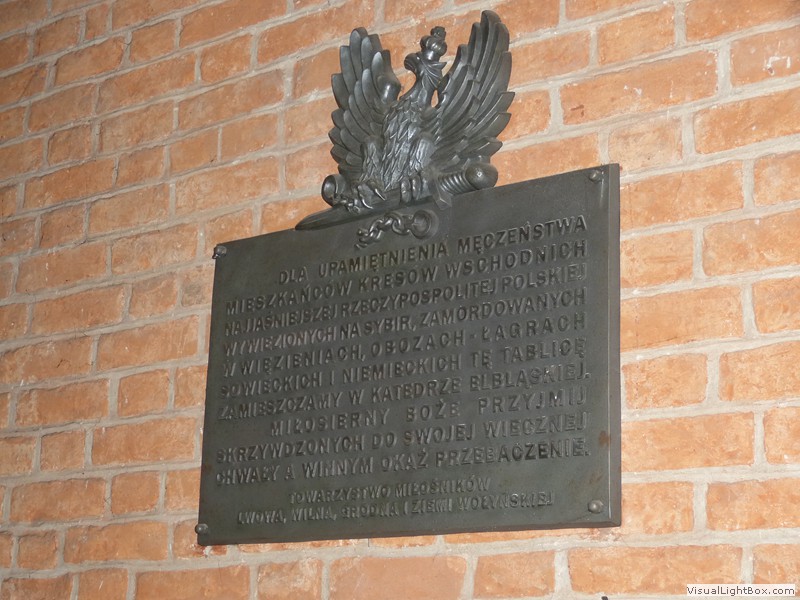 DLA UPAMIĘTNIENIA MĘCZEŃSTWA
MIESZKAŃCÓW KRESÓW WSCHODNICH
NAJJAŚNIEJSZEJ RZECZYPOSPOLITEJ POLSKIEJ
WYWIEZIONYCH NA SYBIR, ZAMORDOWANYCH
W WIĘZIENIACH, OBOZACH - ŁAGRACH
SOWIECKICH I NIEMIECKICH TĘ TABLICĘ
ZAMIESZCZAMY W KATEDRZE ELBLĄSKIEJ.
MIŁOSIERNY BOŻE PRZYJMIJ
SKRZYWDZONYCH DO SWOJEJ WIECZNEJ
CHWAŁY A WINNYM OKAŻ PRZEBACZENIE.
TOWARZYSTWO MIŁOŚNIKÓW
LWOWA, WILNA, GRODNA I ZIEMI WOŁYŃSKIEJ
VisualLightBox.com